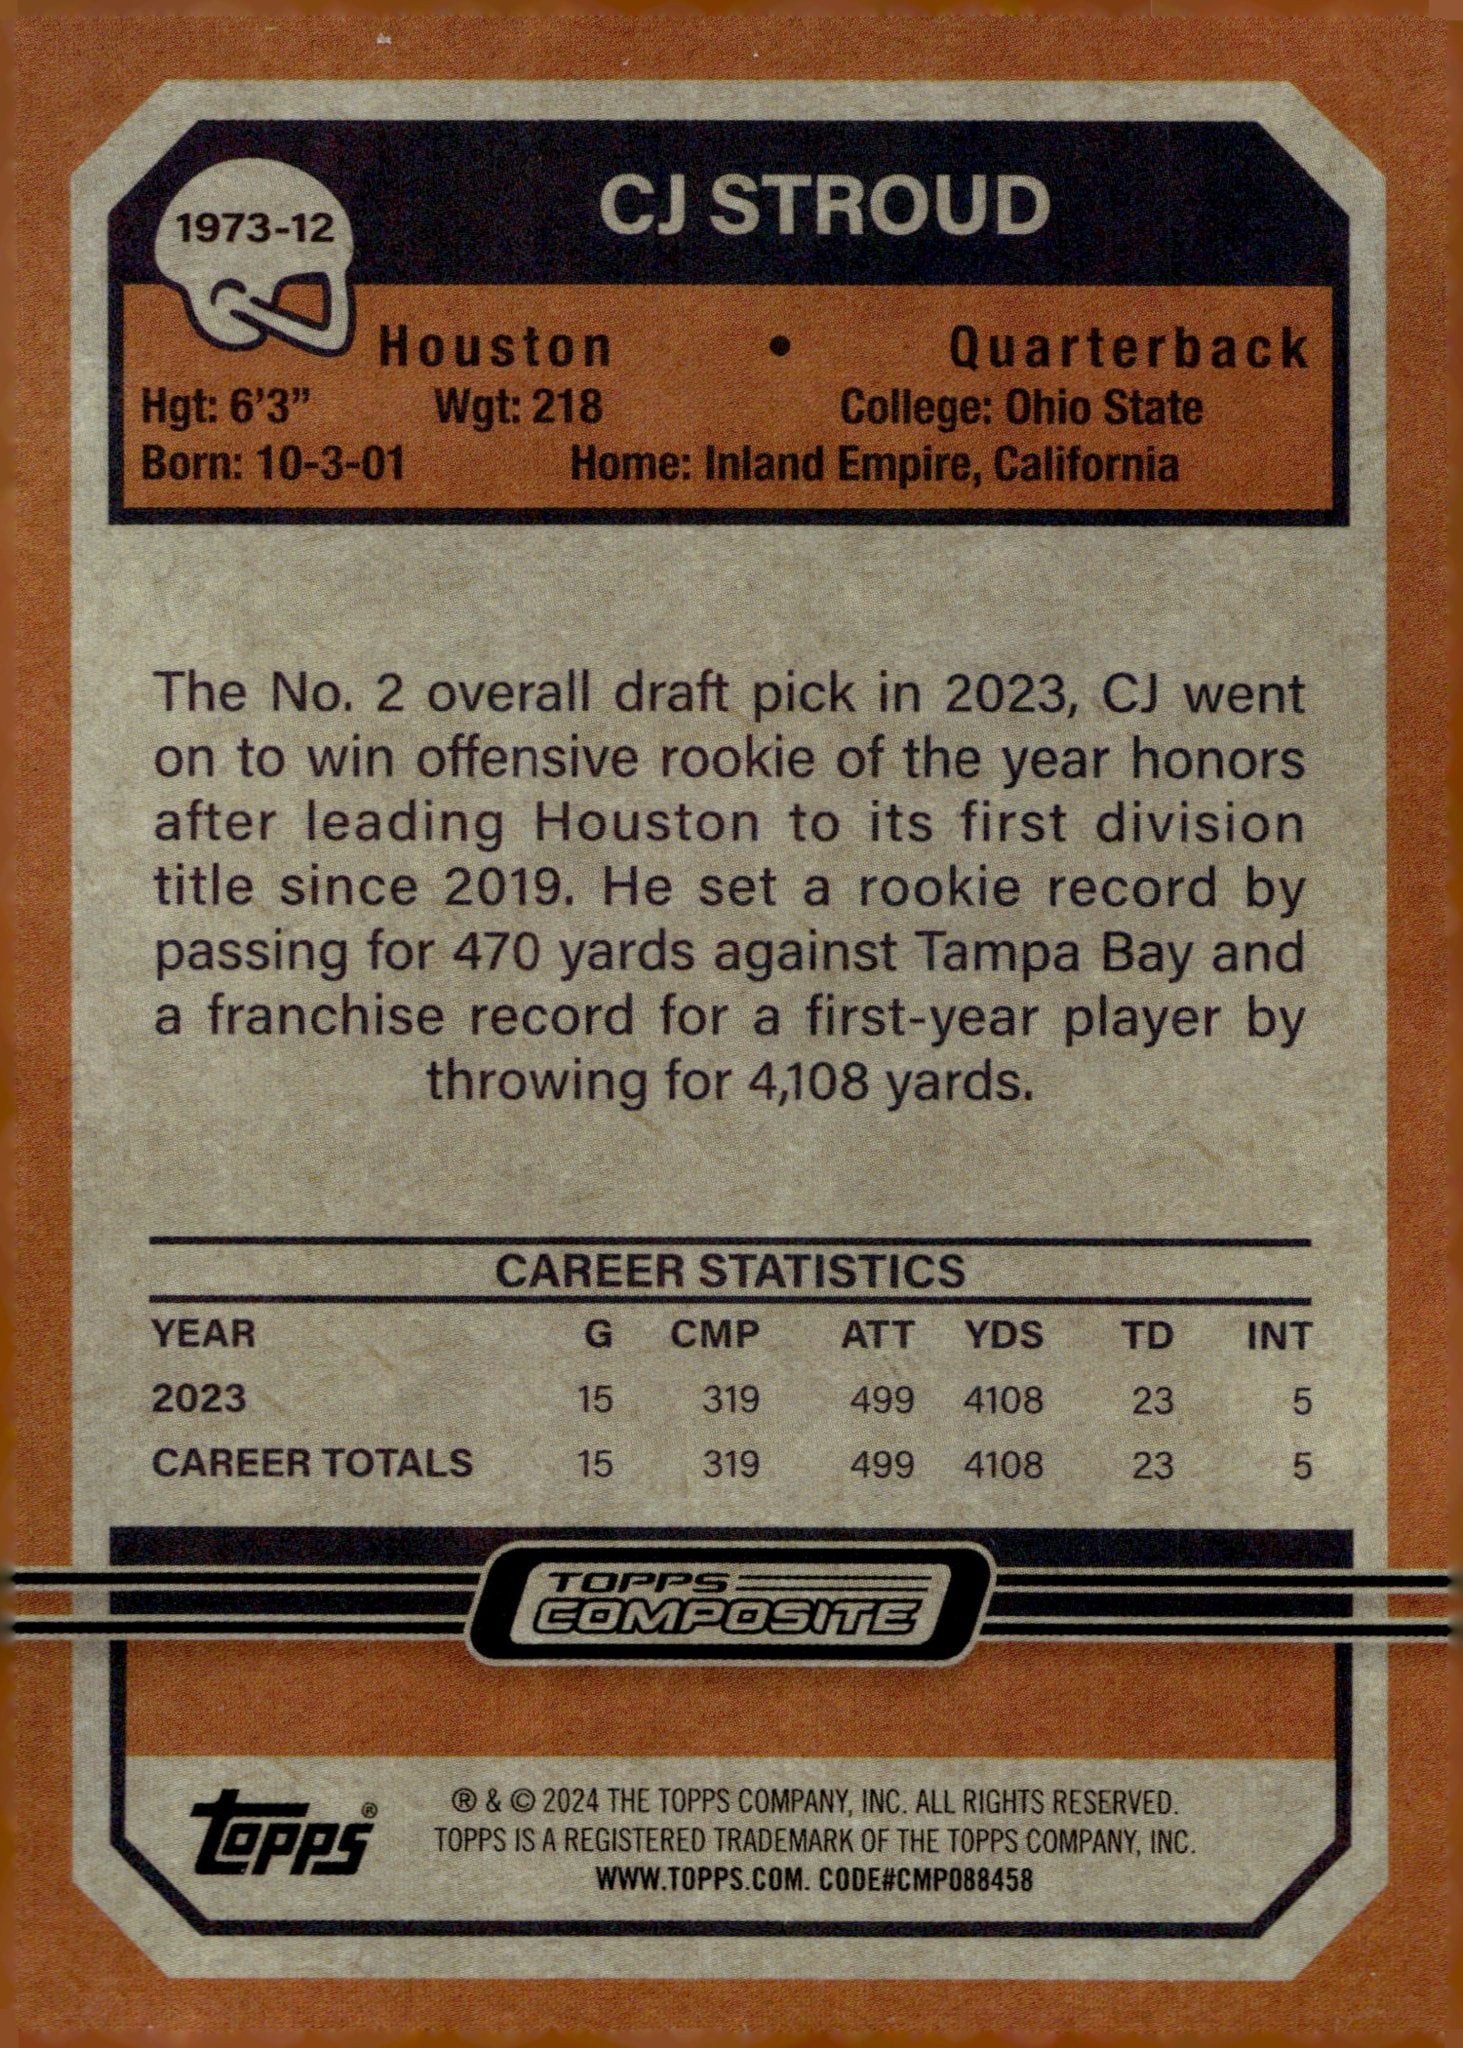 1973-12
CJ STROUD
Houston • Quarterback
Hgt: 6'3" Wgt: 218 College: Ohio State
Born: 10-3-01 Home: Inland Empire, California
The No. 2 overall draft pick in 2023, CJ went
on to win offensive rookie of the year honors
after leading Houston to its first division
title since 2019. He set a rookie record by
passing for 470 yards against Tampa Bay and
a franchise record for a first-year player by
throwing for 4,108 yards.
CAREER STATISTICS
YEAR G CMP ATT YDS TD INT
2023 15 319 499 4108 23 5
CAREER TOTALS 15 319 499 4108 23 5
TOPPS
COMPOSITE
topps®
® & © 2024 THE TOPPS COMPANY, INC. ALL RIGHTS RESERVED.
TOPPS IS A REGISTERED TRADEMARK OF THE TOPPS COMPANY, INC.
WWW.TOPPS.COM. CODE#CMP088458